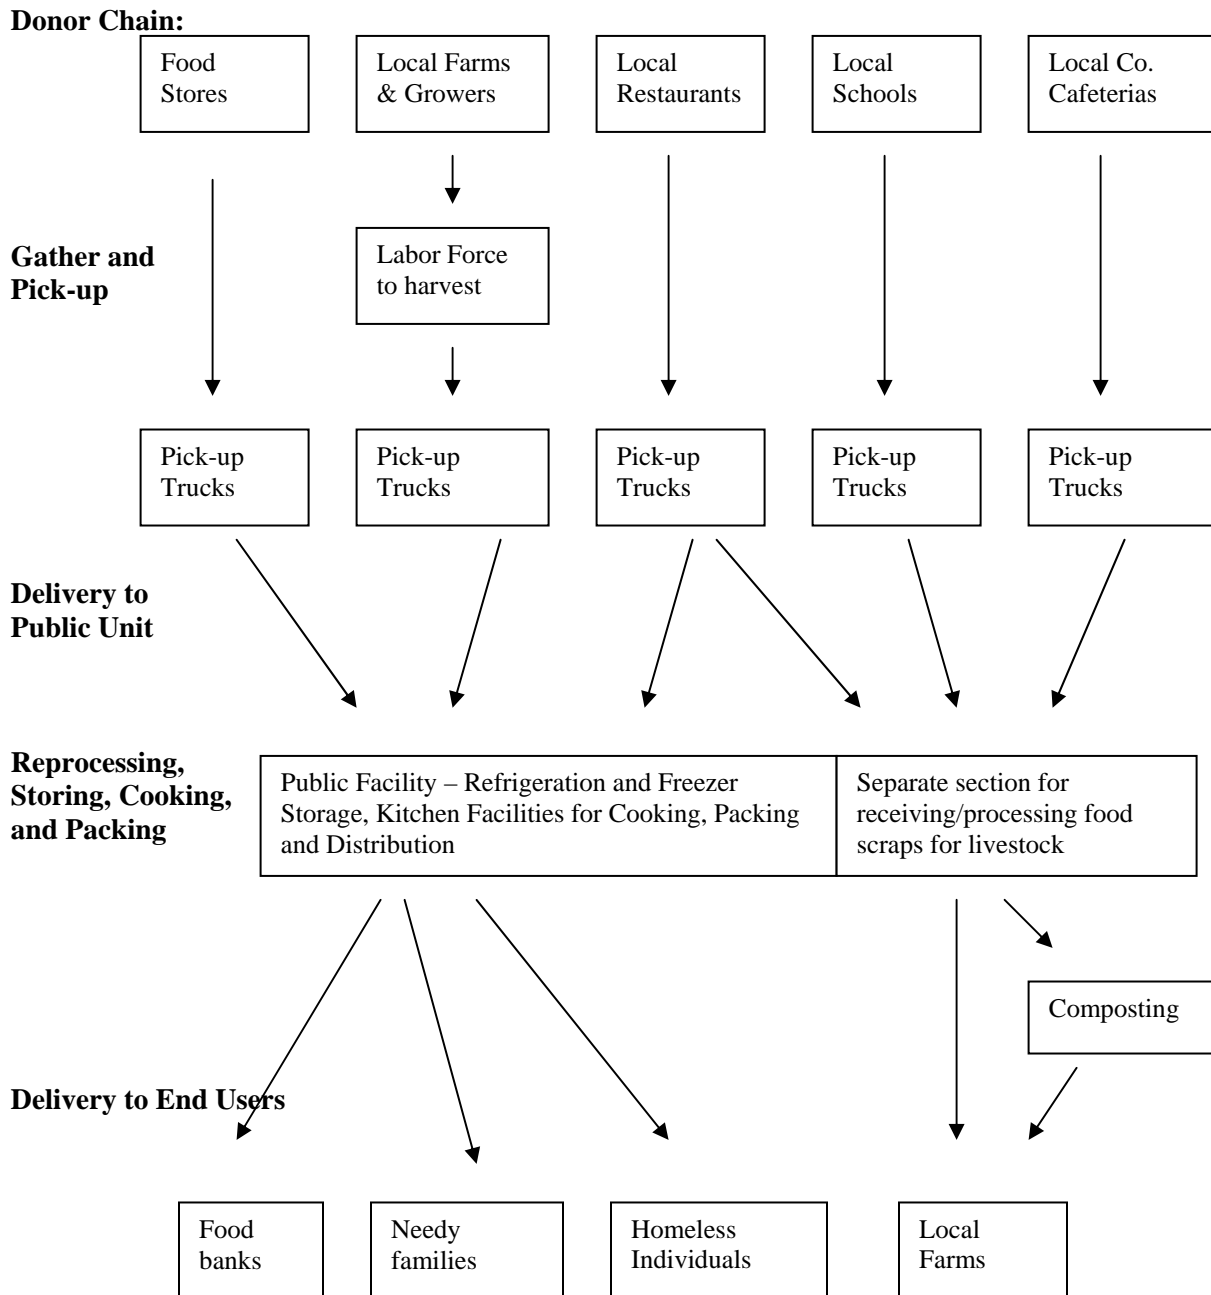 Donor Chain:
Food
Stores
Local Farms
& Growers
Local
Restaurants
Local
Schools
Local Co.
Cafeterias
Gather and
Pick-up
Labor Force
to harvest
Pick-up
Trucks
Pick-up
Trucks
Pick-up
Trucks
Pick-up
Trucks
Pick-up
Trucks
Delivery to
Public Unit
Reprocessing,
Storing, Cooking,
and Packing
Public Facility – Refrigeration and Freezer
Storage, Kitchen Facilities for Cooking, Packing
and Distribution
Separate section for
receiving/processing food
scraps for livestock
Composting
Delivery to End Users
Food
banks
Needy
families
Homeless
Individuals
Local
Farms